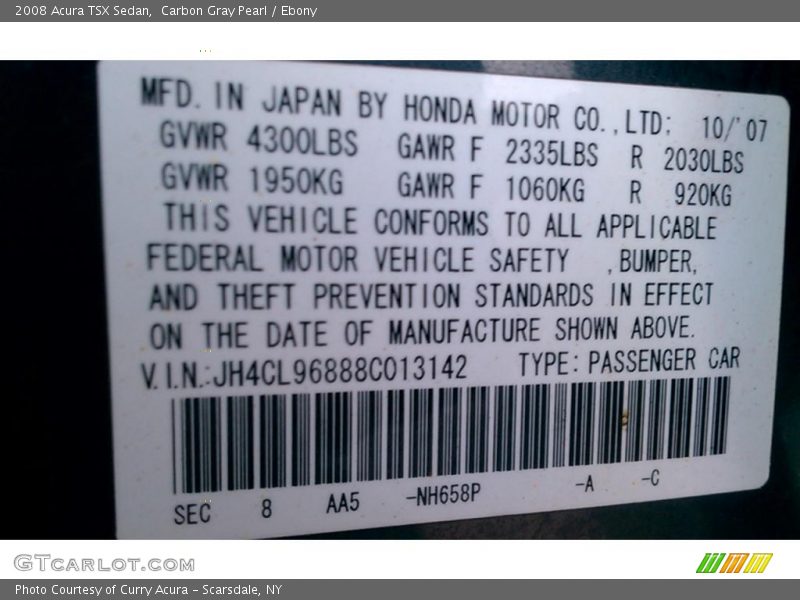 2008 Acura TSX Sedan,  Carbon Gray Pearl / Ebony
MFD. IN JAPAN BY HONDA MOTOR CO.,LTD; 10/'07
GVWR 4300LBS GAWR F 2335LBS R 2030LBS
GVWR 1950KG GAWR F 1060KG R 920KG
THIS VEHICLE CONFORMS TO ALL APPLICABLE
FEDERAL MOTOR VEHICLE SAFETY ,BUMPER,
AND THEFT PREVENTION STANDARDS IN EFFECT
ON THE DATE OF MANUFACTURE SHOWN ABOVE.
V.I.N.:JH4CL96888C013142 TYPE: PASSENGER CAR
SEC 8 AA5 -NH658P -A -C
GTCARLOT.COM
Photo Courtesy of Curry Acura - Scarsdale, NY